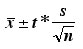 x̄ ± t * s/√n